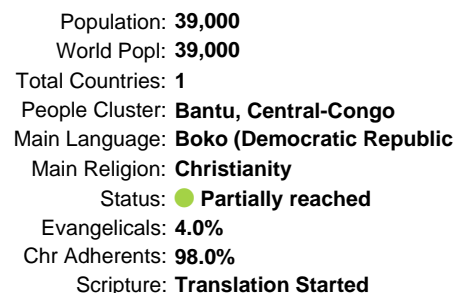 Population: 39,000
World Popl: 39,000
Total Countries: 1
People Cluster: Bantu, Central-Congo
Main Language: Boko (Democratic Republic
Main Religion: Christianity
Status: Partially reached
Evangelicals: 4.0%
Chr Adherents: 98.0%
Scripture: Translation Started